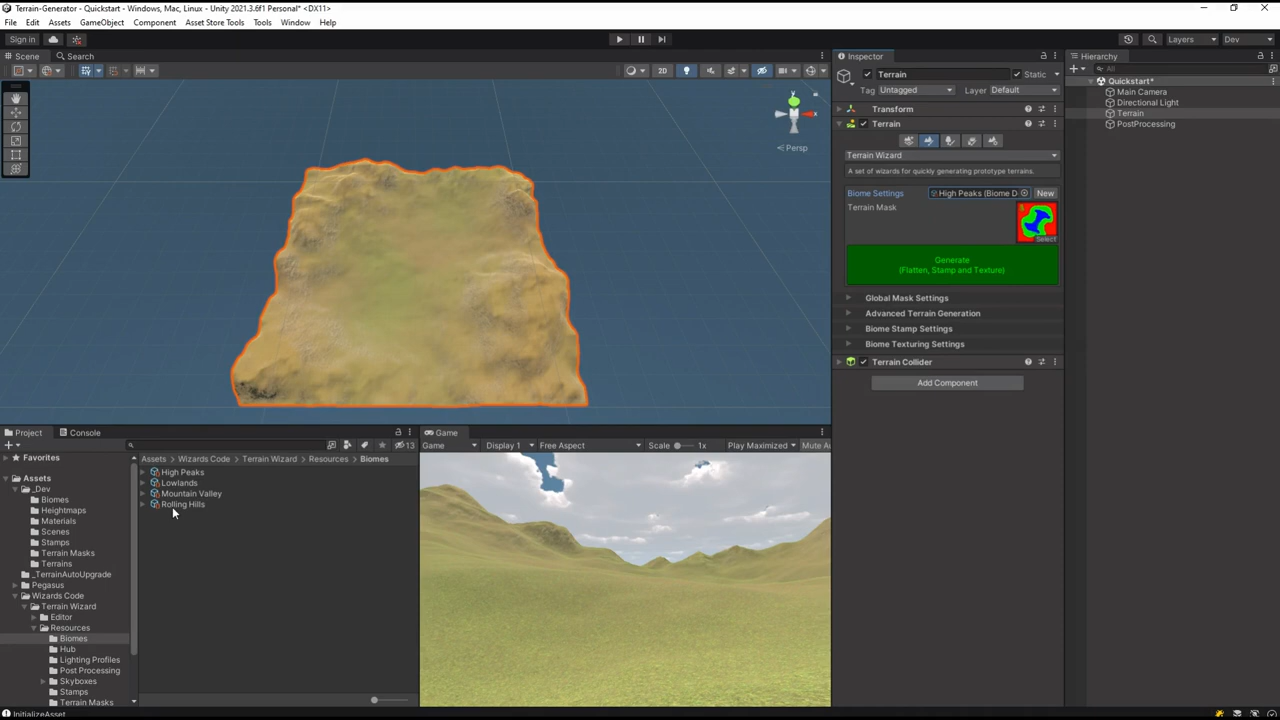 Terrain-Generator - Quickstart - Windows, Mac, Linux - Unity 2021.3.6f1 Personal* <DX11>
File Edit Assets GameObject Component Asset Store Tools Tools Window Help
Sign in Layers Dev
Scene Search
2D
y
x
Persp
Inspector
Terrain Static
Tag Untagged Layer Default
Transform
Terrain
Terrain Wizard
A set of wizards for quickly generating prototype terrains.
Biome Settings High Peaks (Biome D New
Terrain Mask
Select
Generate
(Flatten, Stamp and Texture)
Global Mask Settings
Advanced Terrain Generation
Biome Stamp Settings
Biome Texturing Settings
Terrain Collider
Add Component
Hierarchy
All
Quickstart*
Main Camera
Directional Light
Terrain
PostProcessing
Project Console
13
Favorites
Assets
_Dev
Biomes
Heightmaps
Materials
Scenes
Stamps
Terrain Masks
Terrains
_TerrainAutoUpgrade
Pegasus
Wizards Code
Terrain Wizard
Editor
Resources
Biomes
Hub
Lighting Profiles
Post Processing
Skyboxes
Stamps
Terrain Masks
Assets Wizards Code Terrain Wizard Resources Biomes
High Peaks
Lowlands
Mountain Valley
Rolling Hills
Game
Game Display 1 Free Aspect Scale 1x Play Maximized Mute Au
InitializeAsset